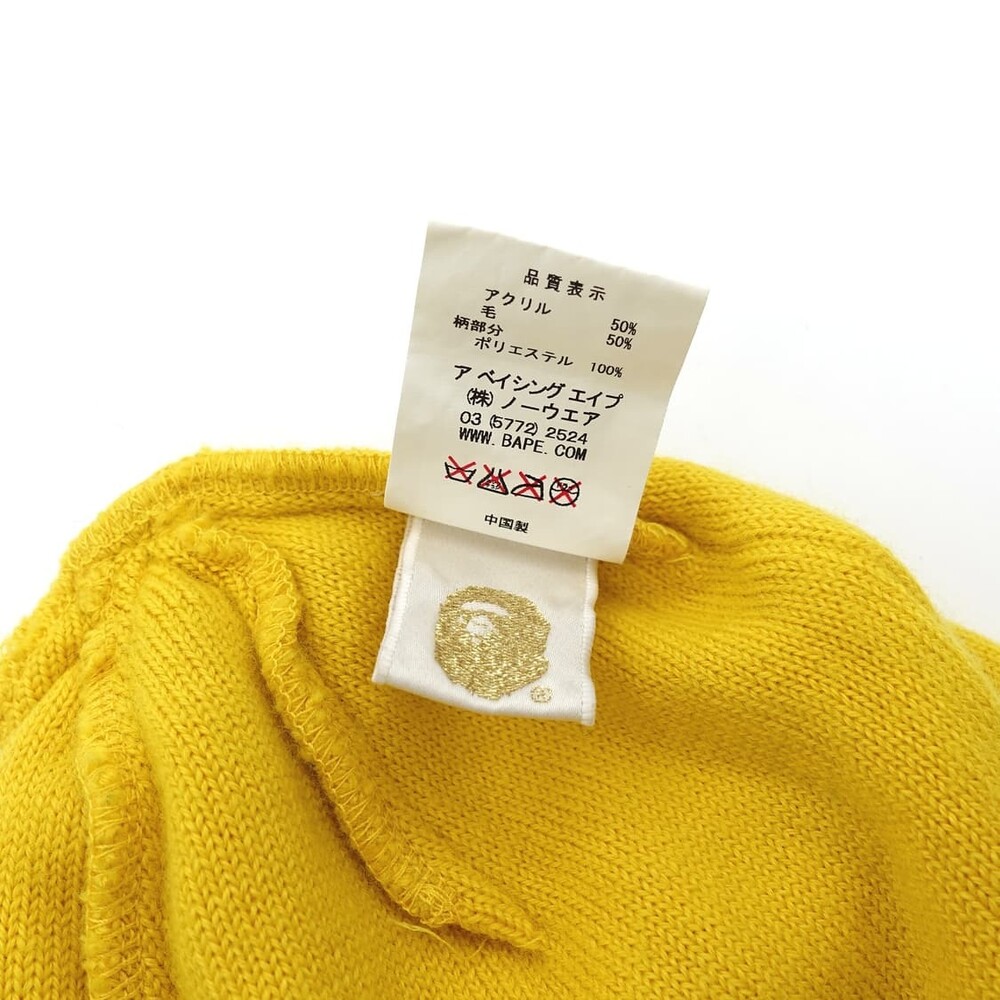 品質表示
アクリル 50%
毛 50%
柄部分
ポリエステル 100%
ア ベイシング エイプ
(株) ノーウエア
03 (5772) 2524
WWW. BAPE. COM
中国製
®